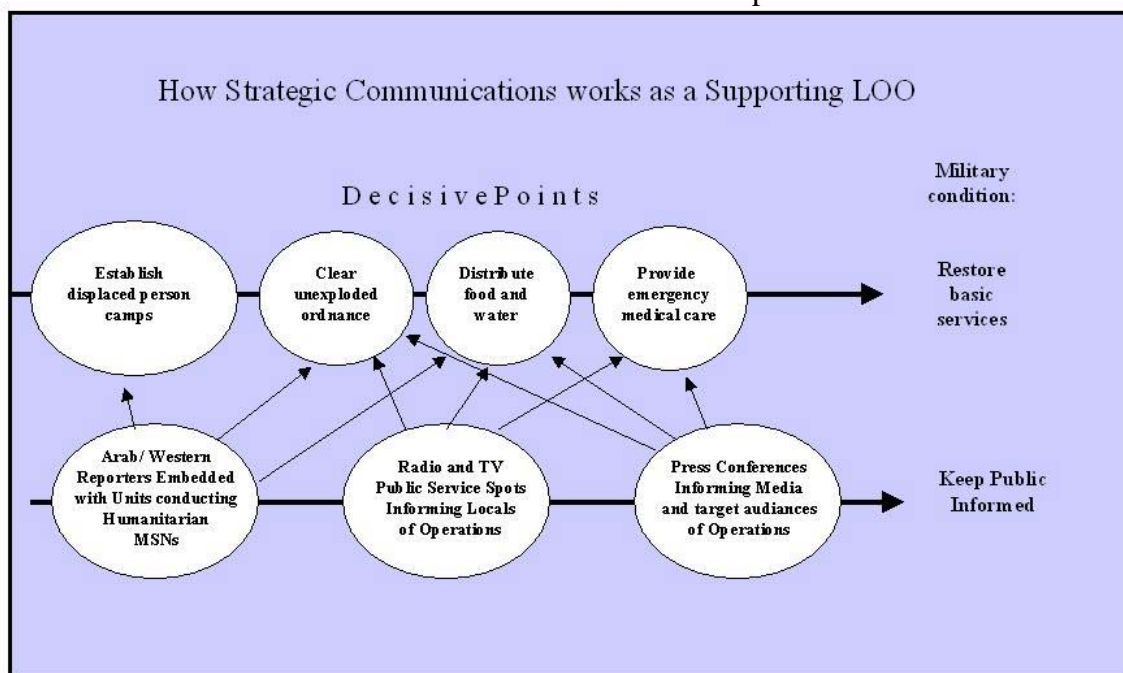 How Strategic Communications works as a Supporting LOO
Military
condition:
D e c i s i v e P o i n t s
Establish
displaced person
camps
Clear
unexploded
ordnance
Distribute
food and
water
Provide
emergency
medical care
Restore
basic
services
Arab/ Western
Reporters Embedded
with Units conducting
Humanitarian
MSNs
Radio and TV
Public Service Spots
Informing Locals
of Operations
Press Conferences
Informing Media
and target audiances
of Operations
Keep Public
Informed